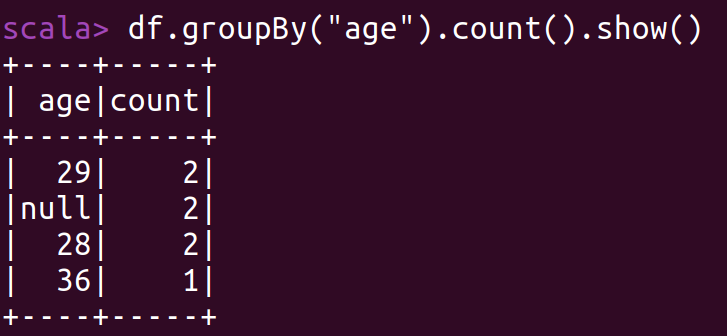 scala> df.groupBy("age").count().show()
+----+-----+
| age|count|
+----+-----+
|  29|    2|
|null|    2|
|  28|    2|
|  36|    1|
+----+-----+